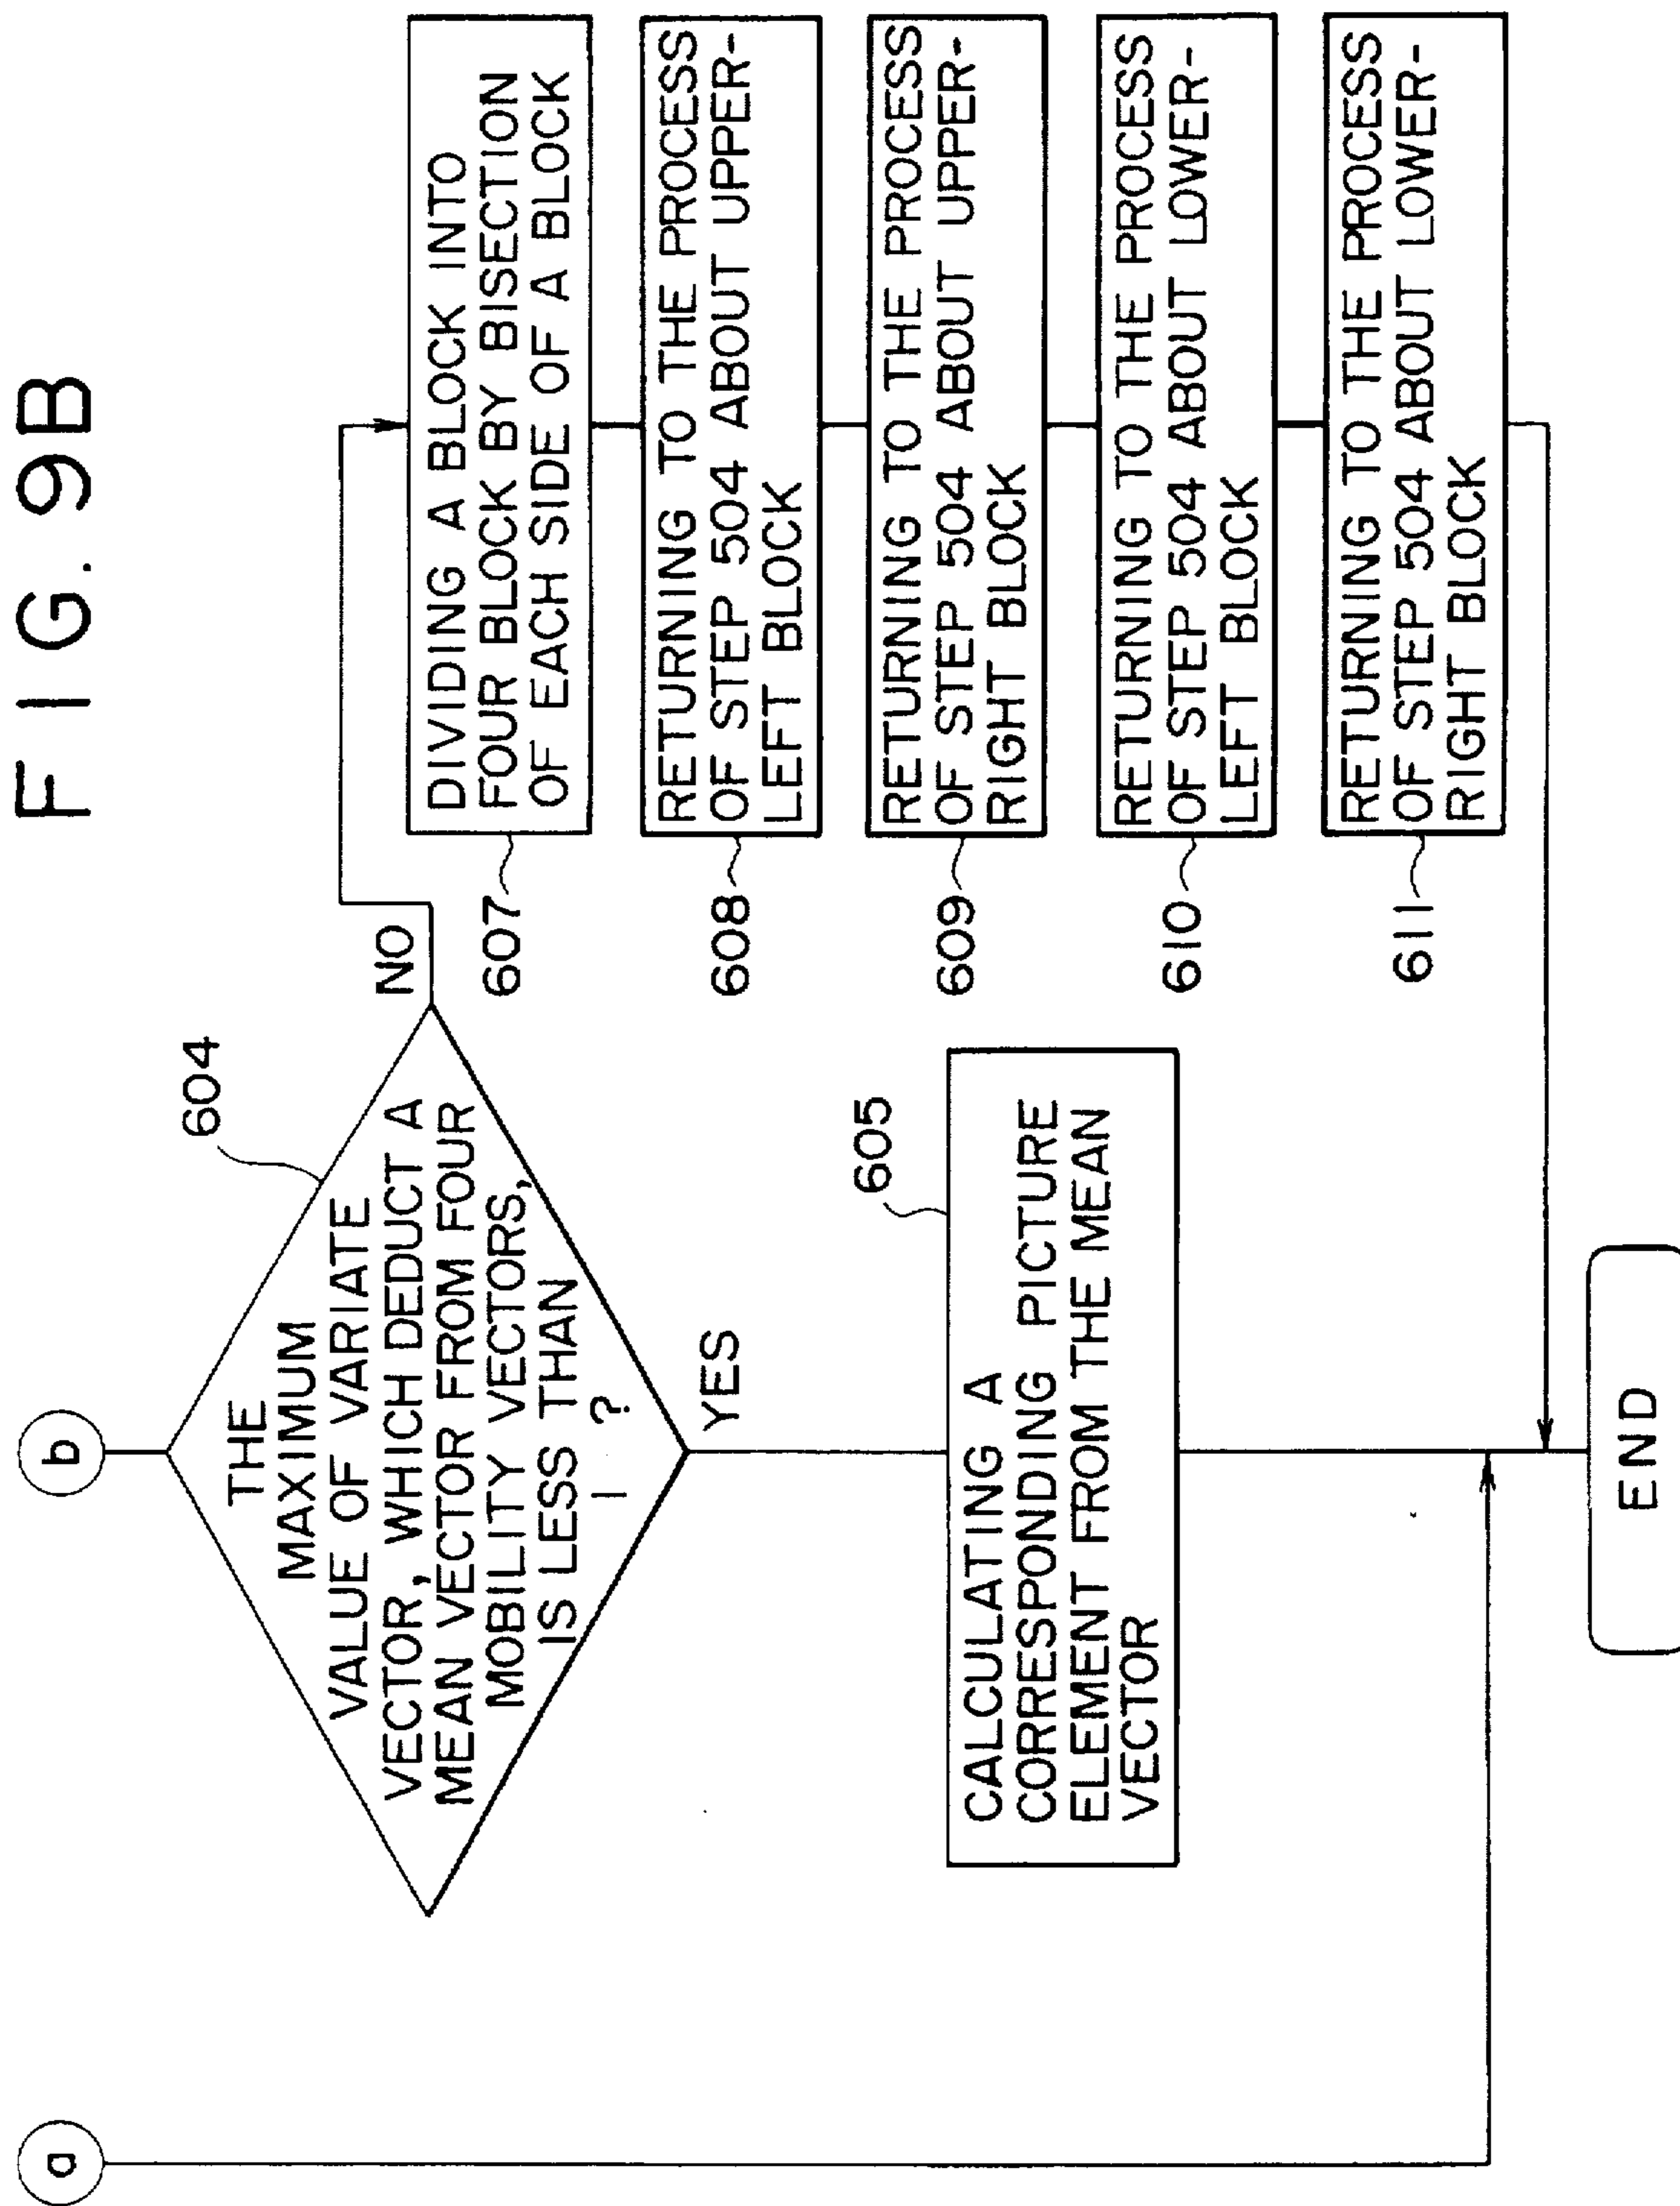 FIG. 9B
a
b
604
THE
MAXIMUM
VALUE OF VARIATE
VECTOR, WHICH DEDUCT A
MEAN VECTOR FROM FOUR
MOBILITY VECTORS,
IS LESS THAN
1 ?
NO
YES
605
CALCULATING A
CORRESPONDING PICTURE
ELEMENT FROM THE MEAN
VECTOR
607
DIVIDING A BLOCK INTO
FOUR BLOCK BY BISECTION
OF EACH SIDE OF A BLOCK
608
RETURNING TO THE PROCESS
OF STEP 504 ABOUT UPPER-
LEFT BLOCK
609
RETURNING TO THE PROCESS
OF STEP 504 ABOUT UPPER-
RIGHT BLOCK
610
RETURNING TO THE PROCESS
OF STEP 504 ABOUT LOWER-
LEFT BLOCK
611
RETURNING TO THE PROCESS
OF STEP 504 ABOUT LOWER-
RIGHT BLOCK
END